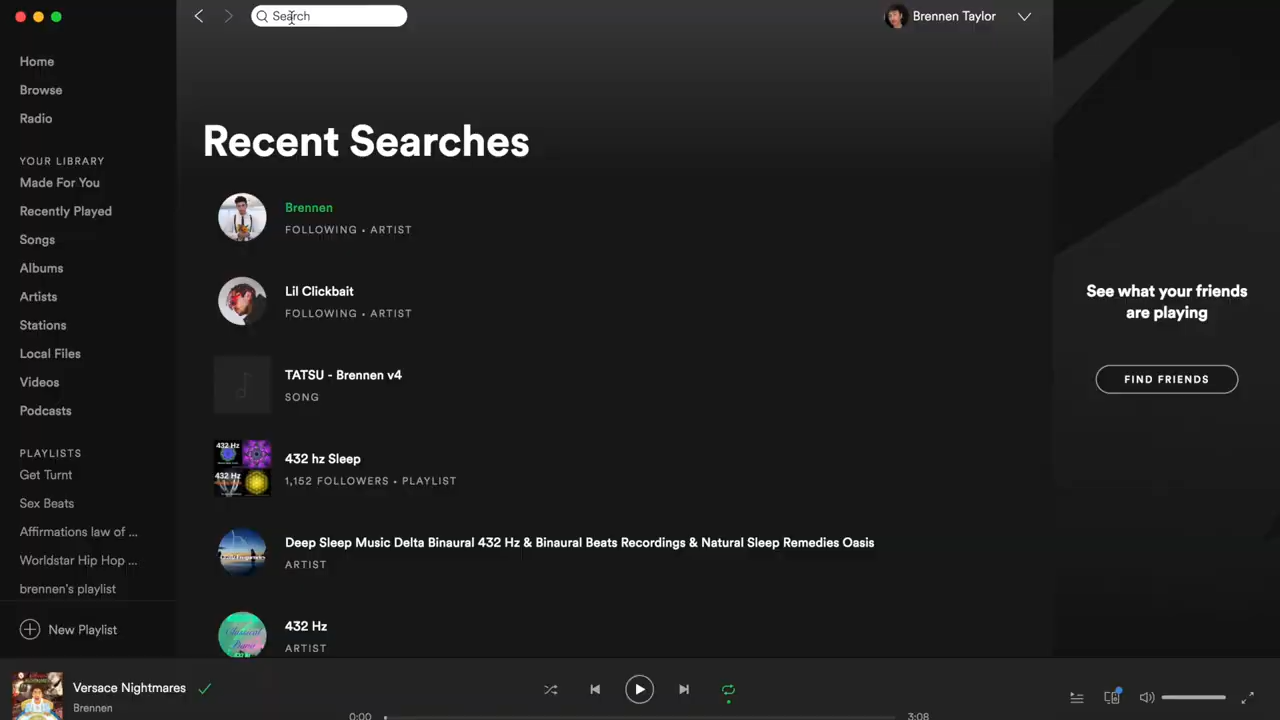 Search
Brennen Taylor
Home
Browse
Radio
YOUR LIBRARY
Made For You
Recently Played
Songs
Albums
Artists
Stations
Local Files
Videos
Podcasts
PLAYLISTS
Get Turnt
Sex Beats
Affirmations law of ...
Worldstar Hip Hop ...
brennen's playlist
New Playlist
Recent Searches
Brennen
FOLLOWING • ARTIST
Lil Clickbait
FOLLOWING • ARTIST
TATSU - Brennen v4
SONG
432 Hz
432 Hz
432 hz Sleep
1,152 FOLLOWERS • PLAYLIST
Deep Sleep Music Delta Binaural 432 Hz & Binaural Beats Recordings & Natural Sleep Remedies Oasis
ARTIST
432 Hz
ARTIST
See what your friends
are playing
FIND FRIENDS
Versace Nightmares
Brennen
0:00
3:08